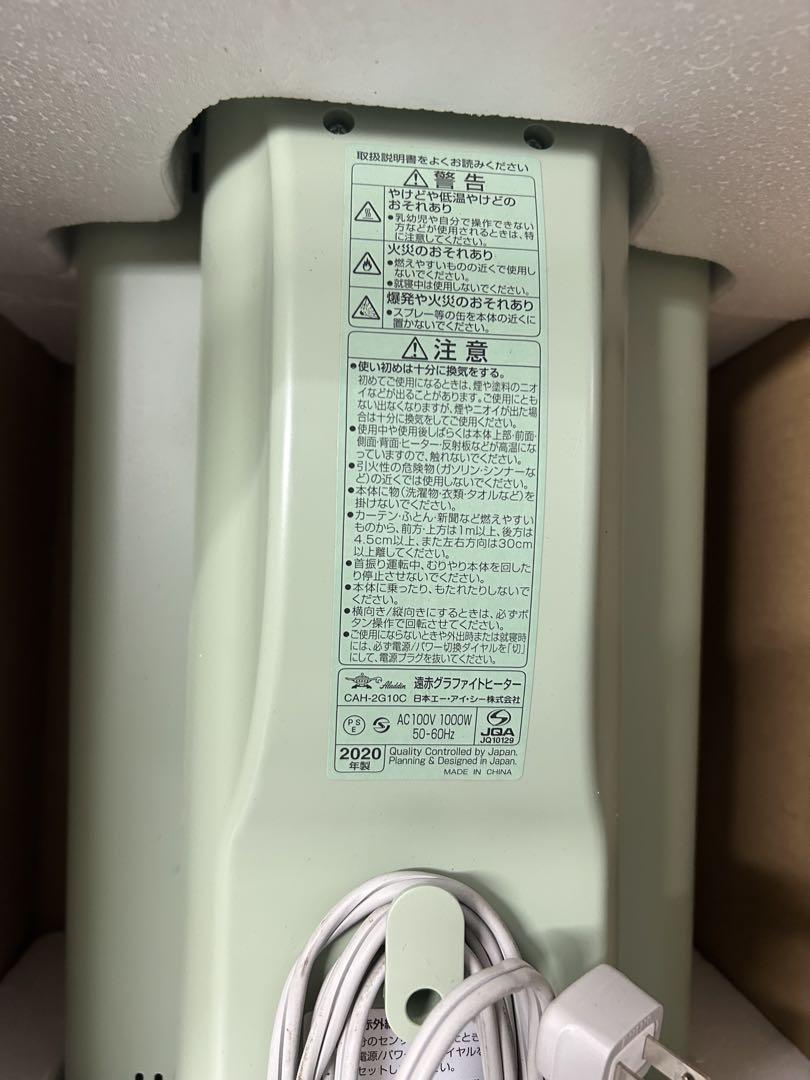 取扱説明書をよくお読みください
警告
やけどや低温やけどの
おそれあり
●乳幼児や自分で操作できない
方などが使用されるときは、特
に注意してください。
火災のおそれあり
●燃えやすいものの近くで使用し
ないでください。
●就寝中は使用しないでください。
爆発や火災のおそれあり
●スプレー等の缶を本体の近くに
置かないでください。
注意
●使い初めは十分に換気をする。
初めてご使用になるときは、煙や塗料のニオ
イなどが出ることがあります。ご使用にとも
ない出なくなりますが、煙やニオイが出た場
合は十分に換気をしてご使用ください。
●使用中や使用後しばらくは本体上部・前面・
側面・背面・ヒーター・反射板などが高温にな
っていますので、触れないでください。
●引火性の危険物(ガソリン・シンナーな
ど)の近くでは使用しないでください。
●本体に物(洗濯物・衣類・タオルなど)を
掛けないでください。
●カーテン・ふとん・新聞など燃えやすい
ものから、前方・上方は1m以上、後方は
4.5cm以上、また左右方向は30cm
以上離してください。
●首振り運転中、むりやり本体を回した
り停止させないでください。
●本体に乗ったり、もたれたりしないで
ください。
●横向き/縦向きにするときは、必ずボ
タン操作で回転させてください。
●ご使用にならないときや外出時または就寝時
には、必ず電源/パワー切換ダイヤルを「切」
にして、電源プラグを抜いてください。
Aladdin 遠赤グラファイトヒーター
CAH-2G10C 日本エー・アイ・シー株式会社
PSE AC100V 1000W
50-60Hz
JQA
JQ10129
2020
年製
Quality Controlled by Japan.
Planning & Designed in Japan.
MADE IN CHINA
赤外線
電源/パワー
イヤルを
セットし